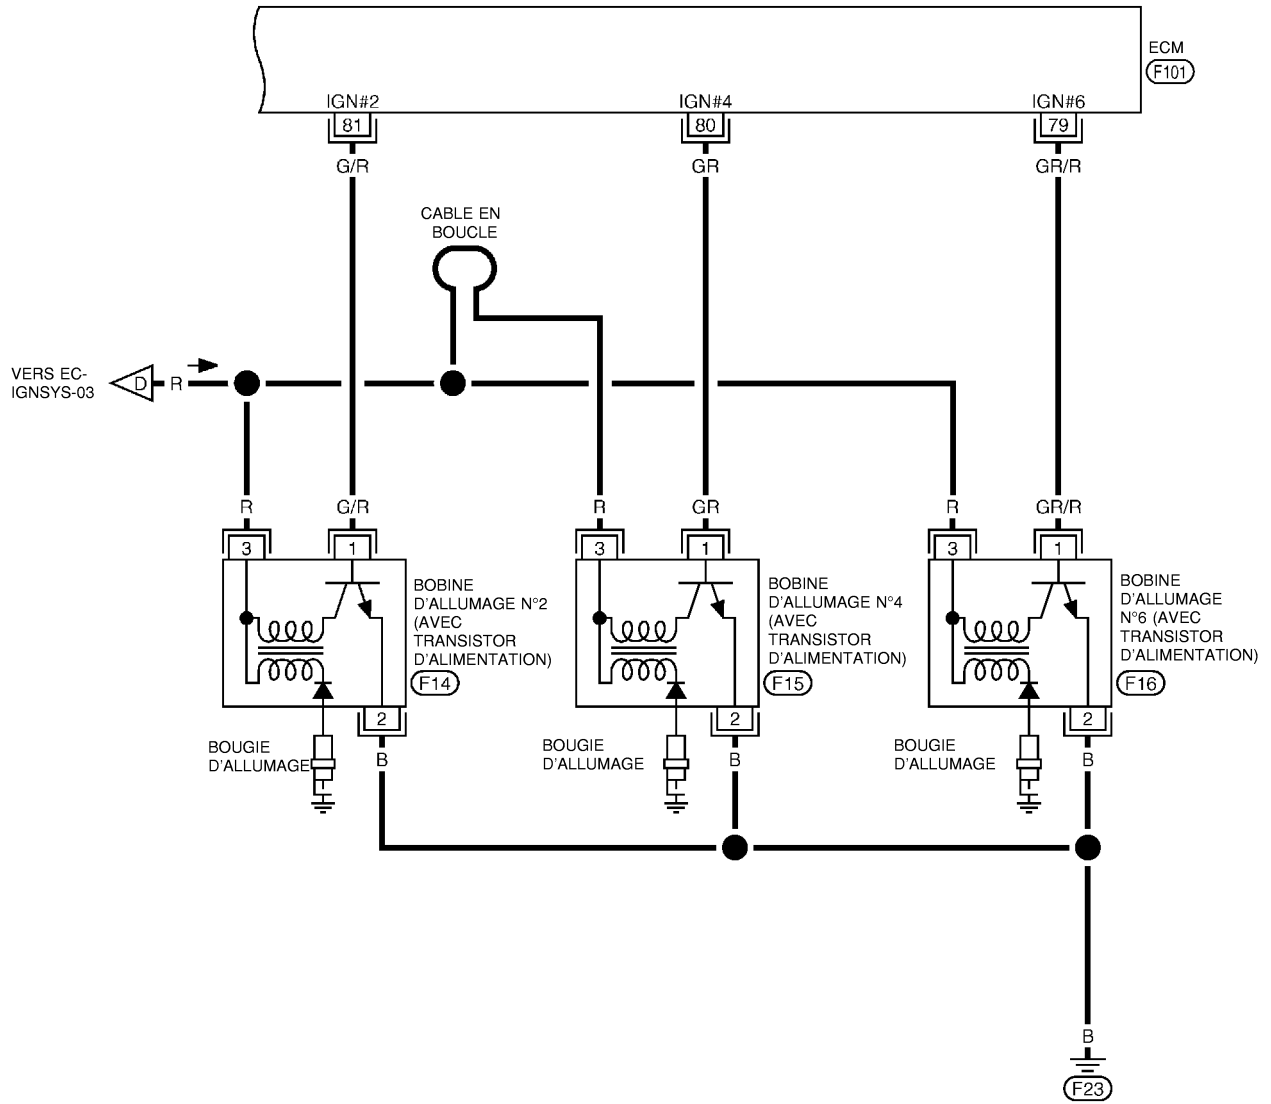 ECM
F101
IGN#2
IGN#4
IGN#6
81
80
79
G/R
GR
GR/R
CABLE EN
BOUCLE
VERS EC-
IGNSYS-03
D
R
R
G/R
R
GR
R
GR/R
3
1
3
1
3
1
BOBINE
D'ALLUMAGE N°2
(AVEC
TRANSISTOR
D'ALIMENTATION)
F14
BOBINE
D'ALLUMAGE N°4
(AVEC
TRANSISTOR
D'ALIMENTATION)
F15
BOBINE
D'ALLUMAGE
N°6 (AVEC
TRANSISTOR
D'ALIMENTATION)
F16
2
2
2
BOUGIE
D'ALLUMAGE
B
BOUGIE
D'ALLUMAGE
B
BOUGIE
D'ALLUMAGE
B
B
F23